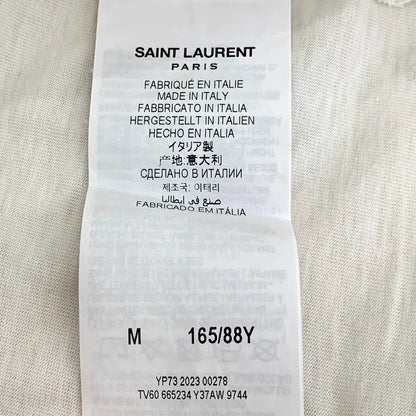 SAINT LAURENT
PARIS
FABRIQUÉ EN ITALIE
MADE IN ITALY
FABBRICATO IN ITALIA
HERGESTELLT IN ITALIEN
HECHO EN ITALIA
イタリア製
产地:意大利
СДЕЛАНО В ИТАЛИИ
제조국: 이태리
صنع في إيطاليا
FABRICADO EM ITÁLIA
M 165/88Y
YP73 2023 00278
TV60 665234 Y37AW 9744